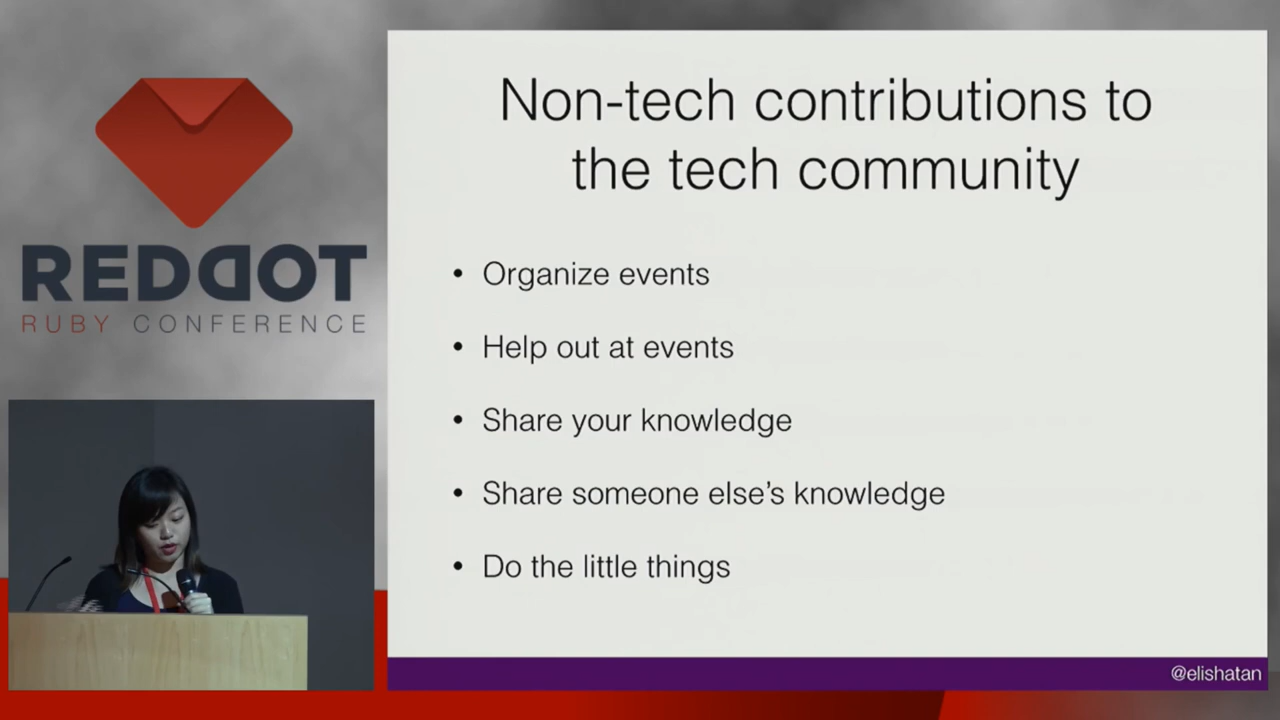 REDDOT
RUBY CONFERENCE
Non-tech contributions to
the tech community
• Organize events
• Help out at events
• Share your knowledge
• Share someone else's knowledge
• Do the little things
@elishatan